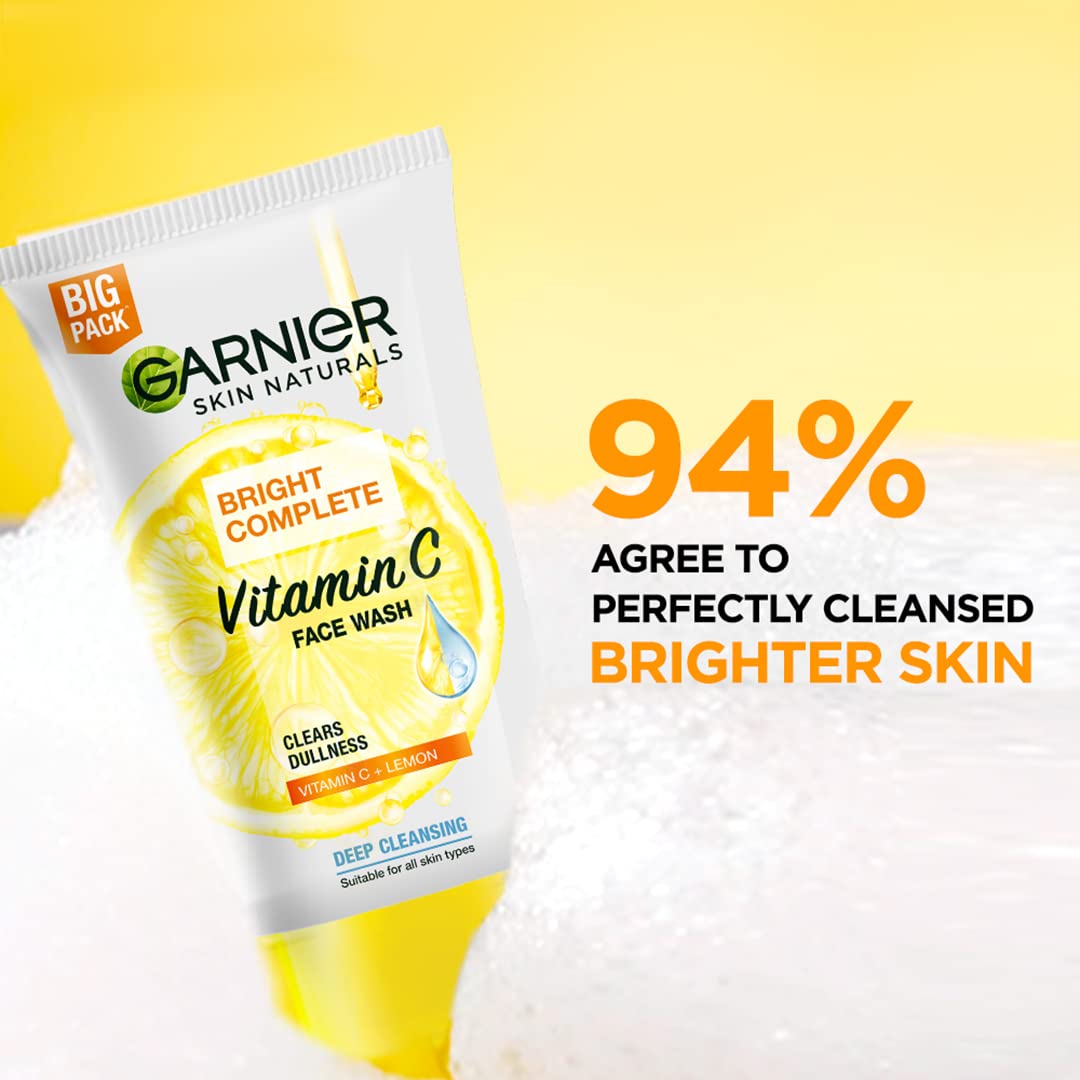 BIG
PACK^
GARNIER
SKIN NATURALS
BRIGHT
COMPLETE
Vitamin C
FACE WASH
CLEARS
DULLNESS
VITAMIN C + LEMON
DEEP CLEANSING
Suitable for all skin types
94%
AGREE TO
PERFECTLY CLEANSED
BRIGHTER SKIN